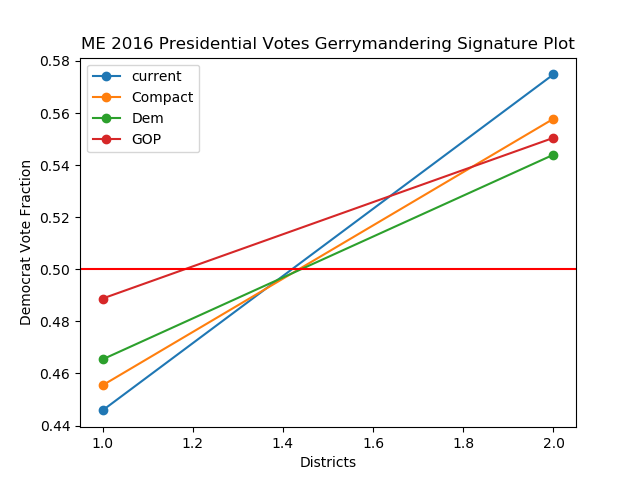 ME 2016 Presidential Votes Gerrymandering Signature Plot
current
Compact
Dem
GOP
Democrat Vote Fraction
0.58
0.56
0.54
0.52
0.50
0.48
0.46
0.44
1.0 1.2 1.4 1.6 1.8 2.0
Districts